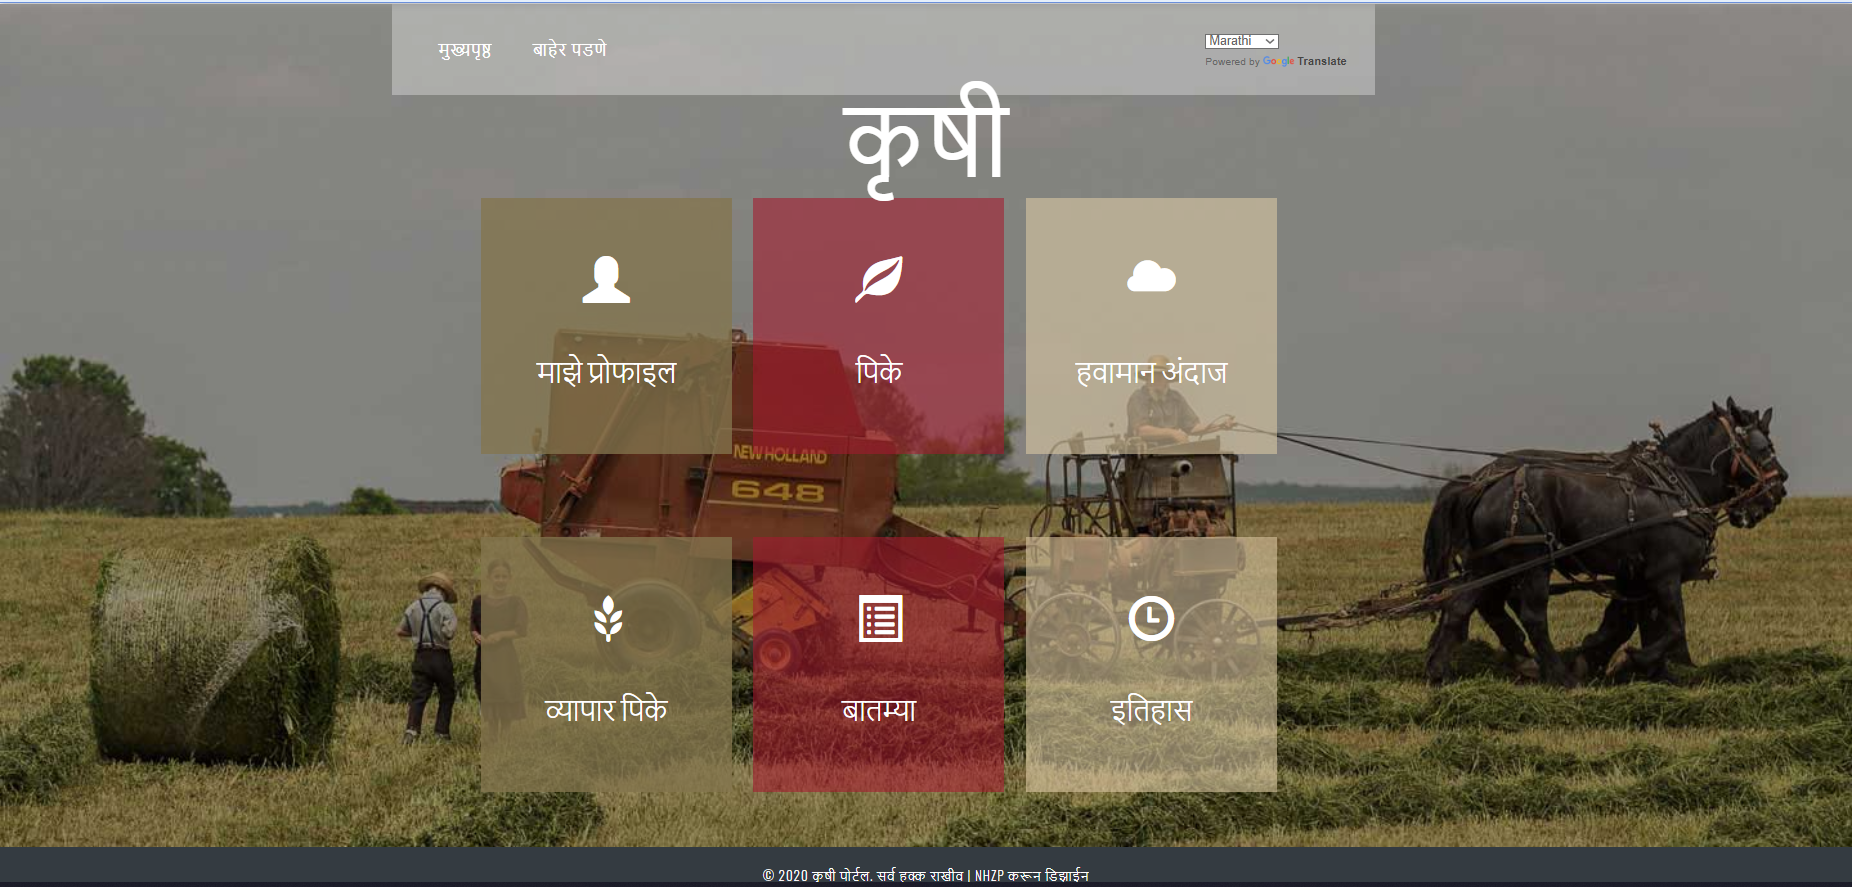 मुख्यपृष्ठ बाहेर पडणे
Marathi
Powered by Google Translate
कृषी
माझे प्रोफाइल
पिके
हवामान अंदाज
NEW HOLLAND
648
व्यापार पिके
बातम्या
इतिहास
© 2020 कृषी पोर्टल. सर्व हक्क राखीव | NHZP करून डिझाईन